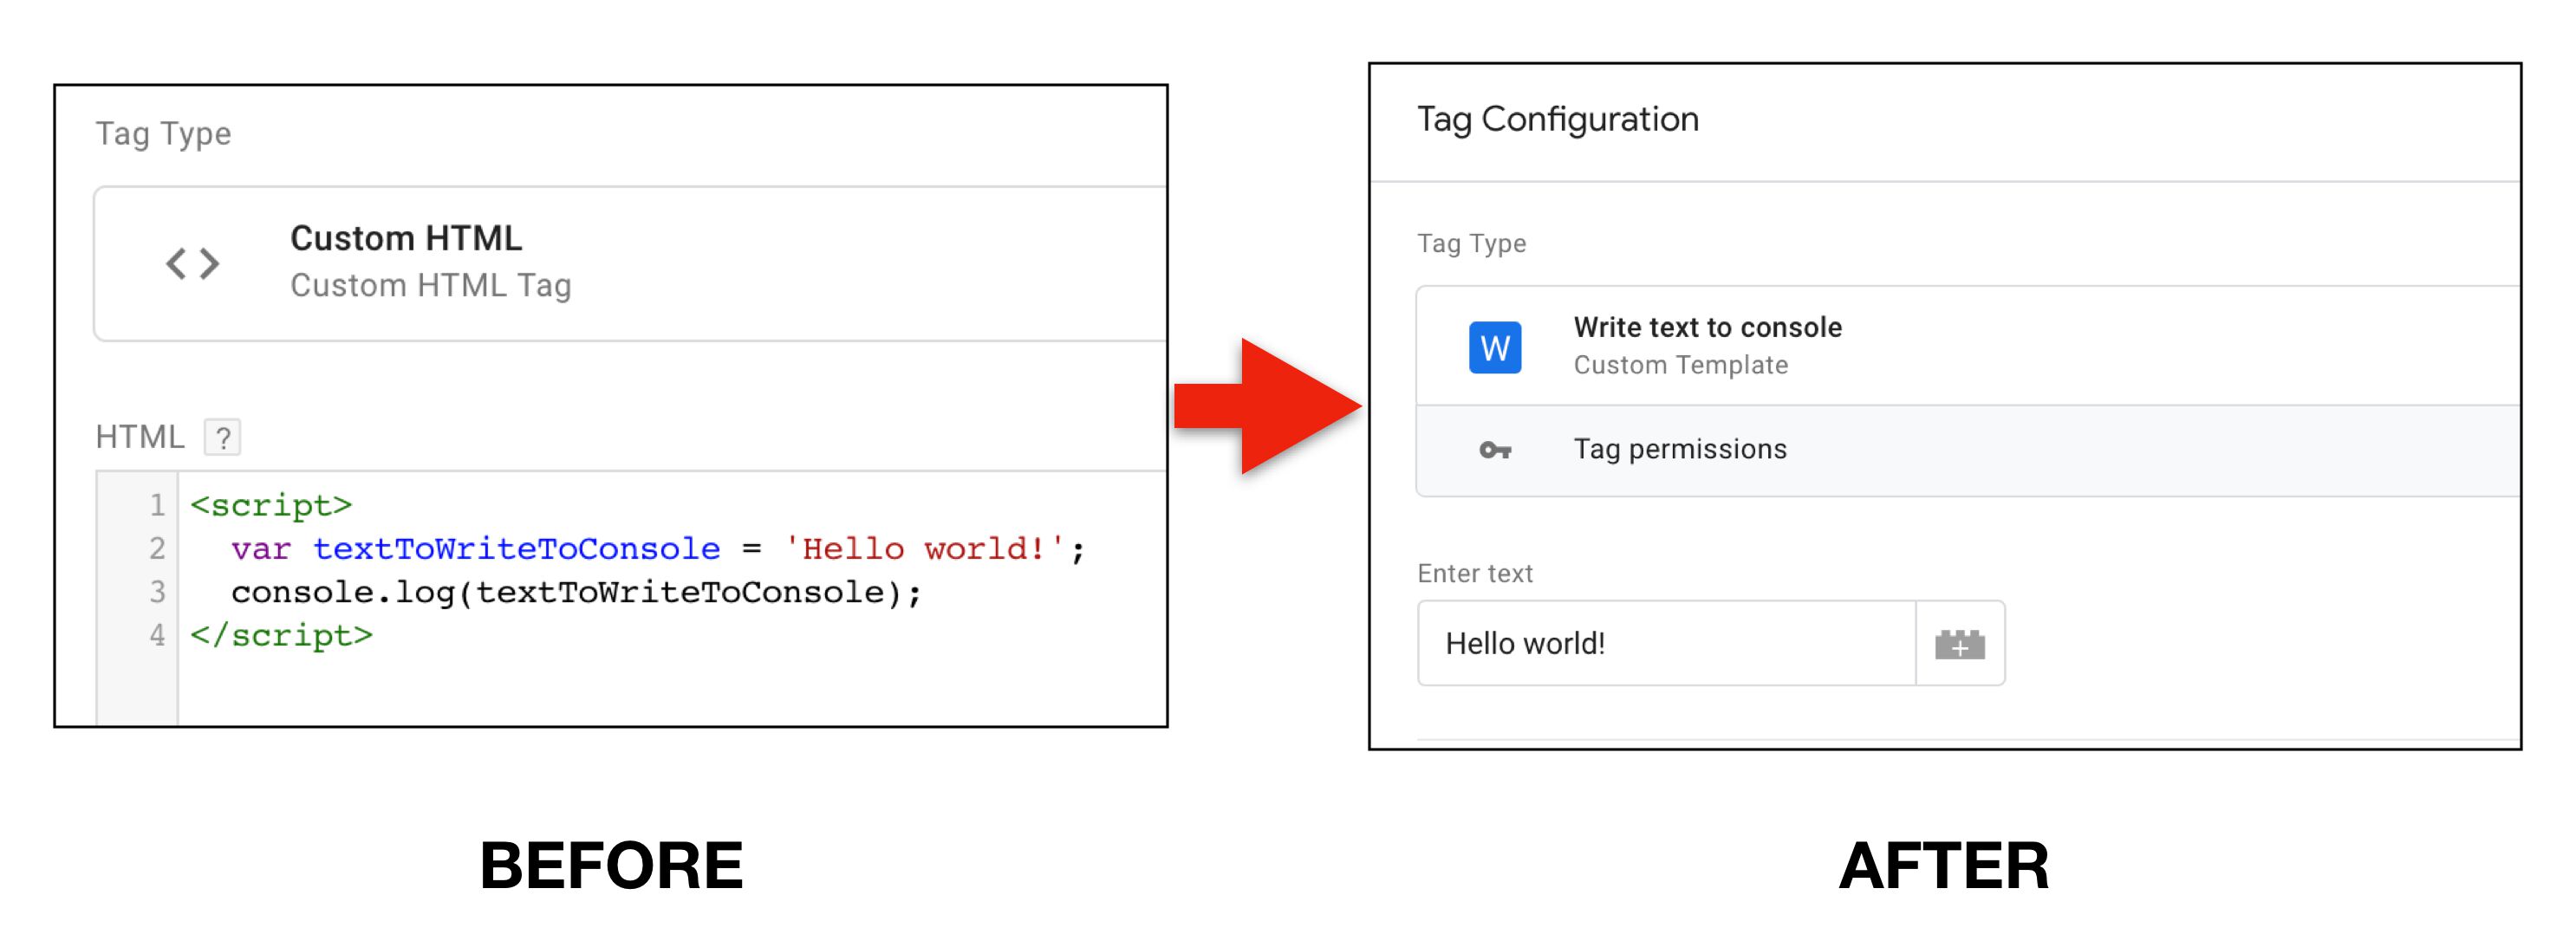 Tag Type
< >
Custom HTML
Custom HTML Tag
HTML ?
1 <script>
2 var textToWriteToConsole = 'Hello world!';
3 console.log(textToWriteToConsole);
4 </script>
BEFORE
Tag Configuration
Tag Type
W
Write text to console
Custom Template
Tag permissions
Enter text
Hello world!
+
AFTER